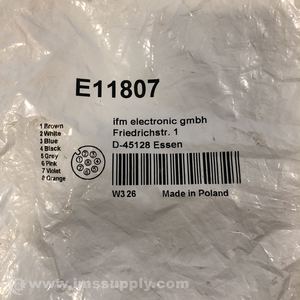 E11807
ifm electronic gmbh
Friedrichstr. 1
D-45128 Essen
1 Brown
2 White
3 Blue
4 Black
5 Grey
6 Pink
7 Violet
8 Orange
W3 26
Made in Poland
www.imssupply.com